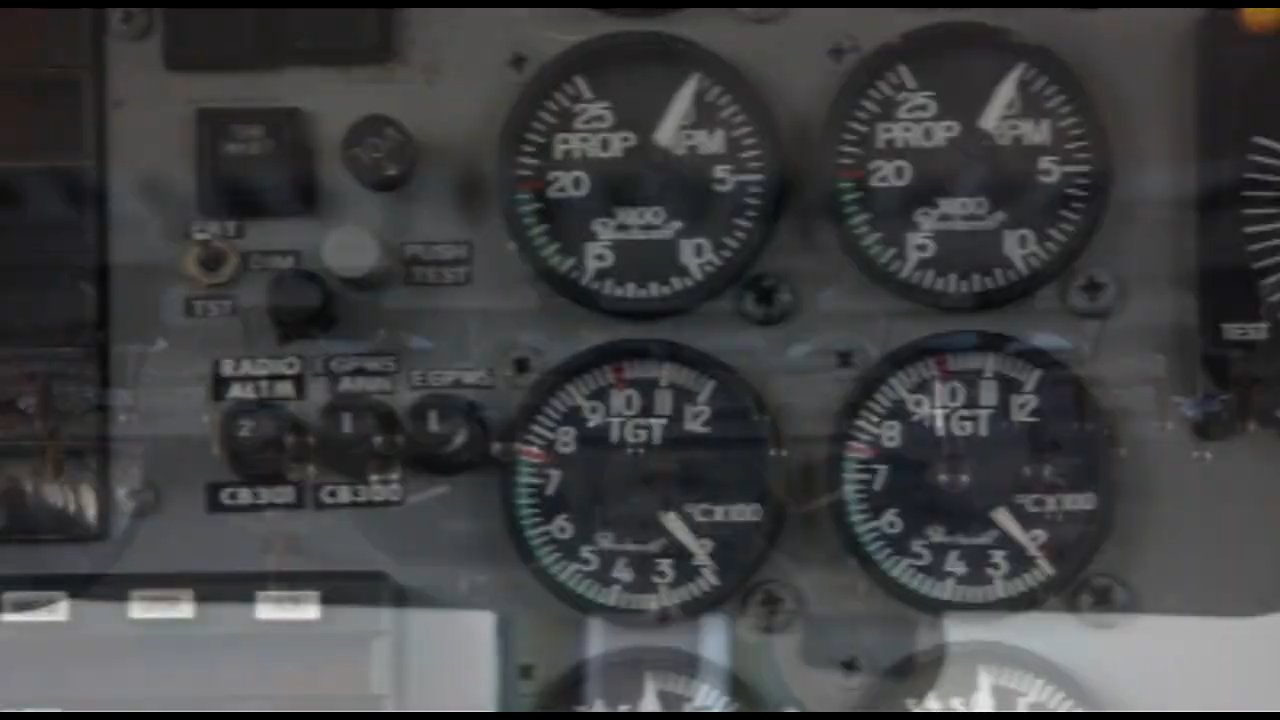 25
PROP RPM
20
5
X100
15
10
25
PROP RPM
20
5
X100
15
10
DIM
TST
PUSH
TEST
TEST
RADIO
ALTM
EGPWS
ANN
EGPWS
2
1
1
CB301
CB300
9 10 11 12
TGT
8
7
°CX100
6
5 4 3 2
9 10 11 12
TGT
8
7
°CX100
6
5 4 3 2